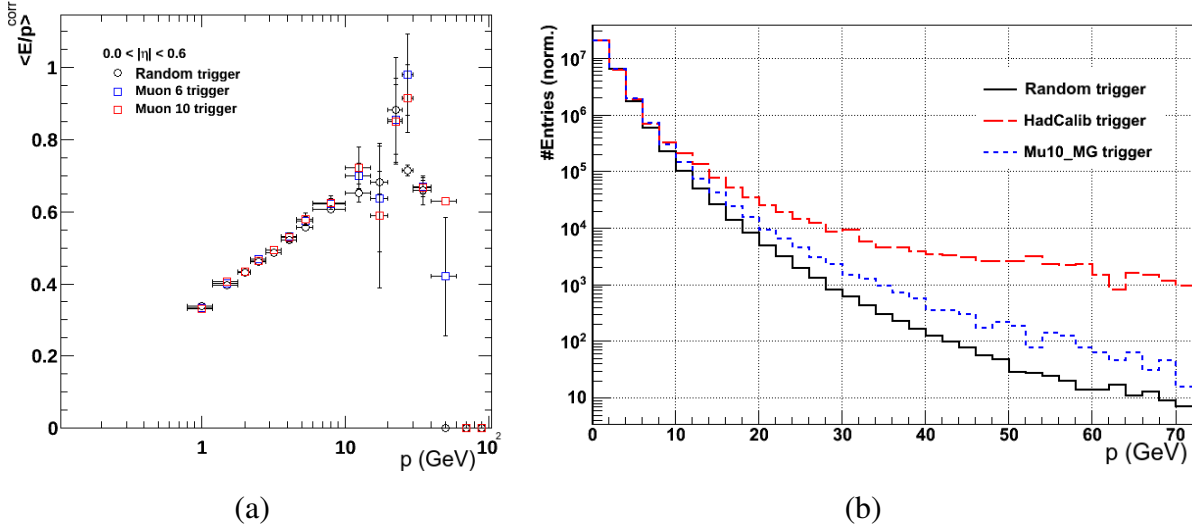 <E/p>corr
0.0 < |η| < 0.6
Random trigger
Muon 6 trigger
Muon 10 trigger
1
0.8
0.6
0.4
0.2
0
1
10
10²
p (GeV)
(a)
#Entries (norm.)
10⁷
10⁶
10⁵
10⁴
10³
10²
10
Random trigger
HadCalib trigger
Mu10_MG trigger
0
10
20
30
40
50
60
70
p (GeV)
(b)